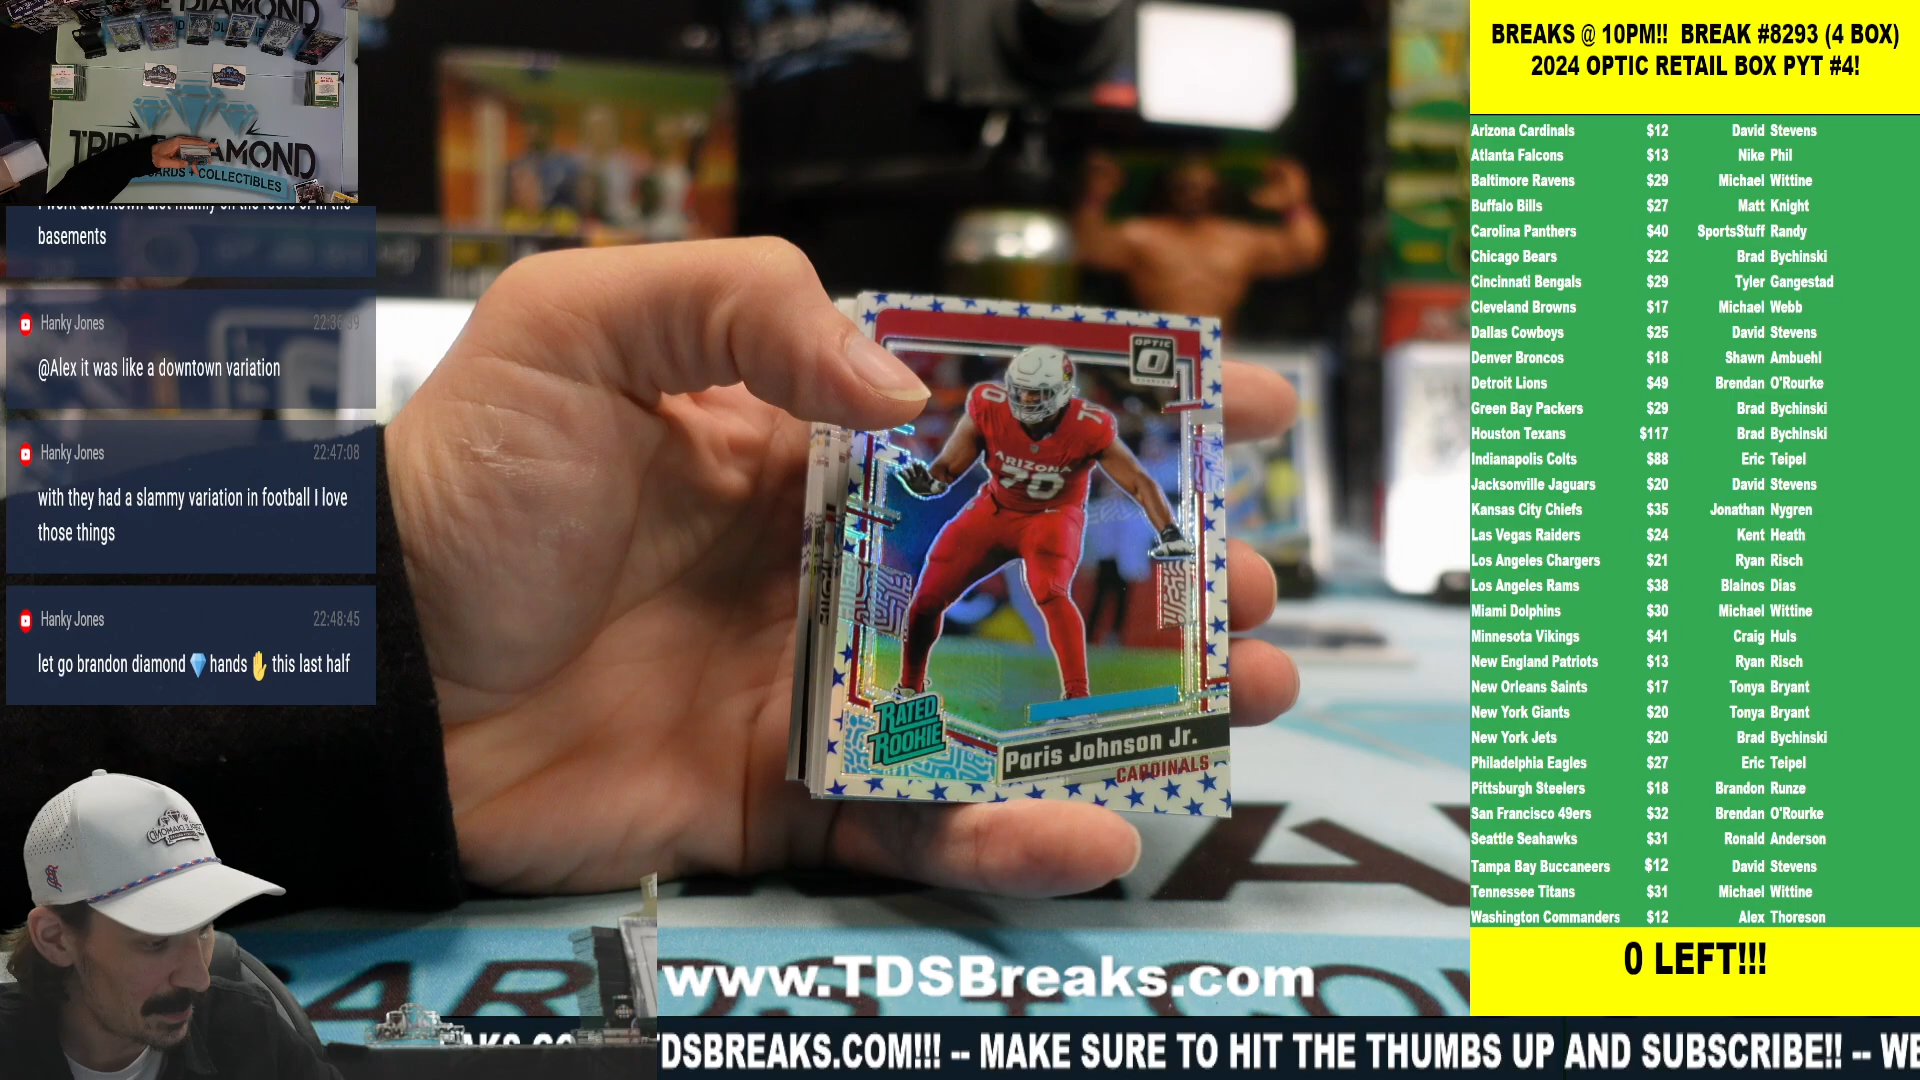 BREAKS @ 10PM!! BREAK #8293 (4 BOX)
2024 OPTIC RETAIL BOX PYT #4!
Arizona Cardinals $12 David Stevens
Atlanta Falcons $13 Nike Phil
Baltimore Ravens $29 Michael Wittine
Buffalo Bills $27 Matt Knight
Carolina Panthers $40 SportsStuff Randy
Chicago Bears $22 Brad Bychinski
Cincinnati Bengals $29 Tyler Gangestad
Cleveland Browns $17 Michael Webb
Dallas Cowboys $25 David Stevens
Denver Broncos $18 Shawn Ambuehl
Detroit Lions $49 Brendan O'Rourke
Green Bay Packers $29 Brad Bychinski
Houston Texans $117 Brad Bychinski
Indianapolis Colts $88 Eric Teipel
Jacksonville Jaguars $20 David Stevens
Kansas City Chiefs $35 Jonathan Nygren
Las Vegas Raiders $24 Kent Heath
Los Angeles Chargers $21 Ryan Risch
Los Angeles Rams $38 Blainos Dias
Miami Dolphins $30 Michael Wittine
Minnesota Vikings $41 Craig Huls
New England Patriots $13 Ryan Risch
New Orleans Saints $17 Tonya Bryant
New York Giants $20 Tonya Bryant
New York Jets $20 Brad Bychinski
Philadelphia Eagles $27 Eric Teipel
Pittsburgh Steelers $18 Brandon Runze
San Francisco 49ers $32 Brendan O'Rourke
Seattle Seahawks $31 Ronald Anderson
Tampa Bay Buccaneers $12 David Stevens
Tennessee Titans $31 Michael Wittine
Washington Commanders $12 Alex Thoreson
0 LEFT!!!
CARDS + COLLECTIBLES
basements
Hanky Jones 22:36:39
@Alex it was like a downtown variation
Hanky Jones 22:47:08
with they had a slammy variation in football I love
those things
Hanky Jones 22:48:45
let go brandon diamond 💎 hands ✋ this last half
OPTIC
ARIZONA
70
RATED
ROOKIE
Paris Johnson Jr.
CARDINALS
www.TDSBreaks.com
TDSBREAKS.COM!!! -- MAKE SURE TO HIT THE THUMBS UP AND SUBSCRIBE!! -- WE